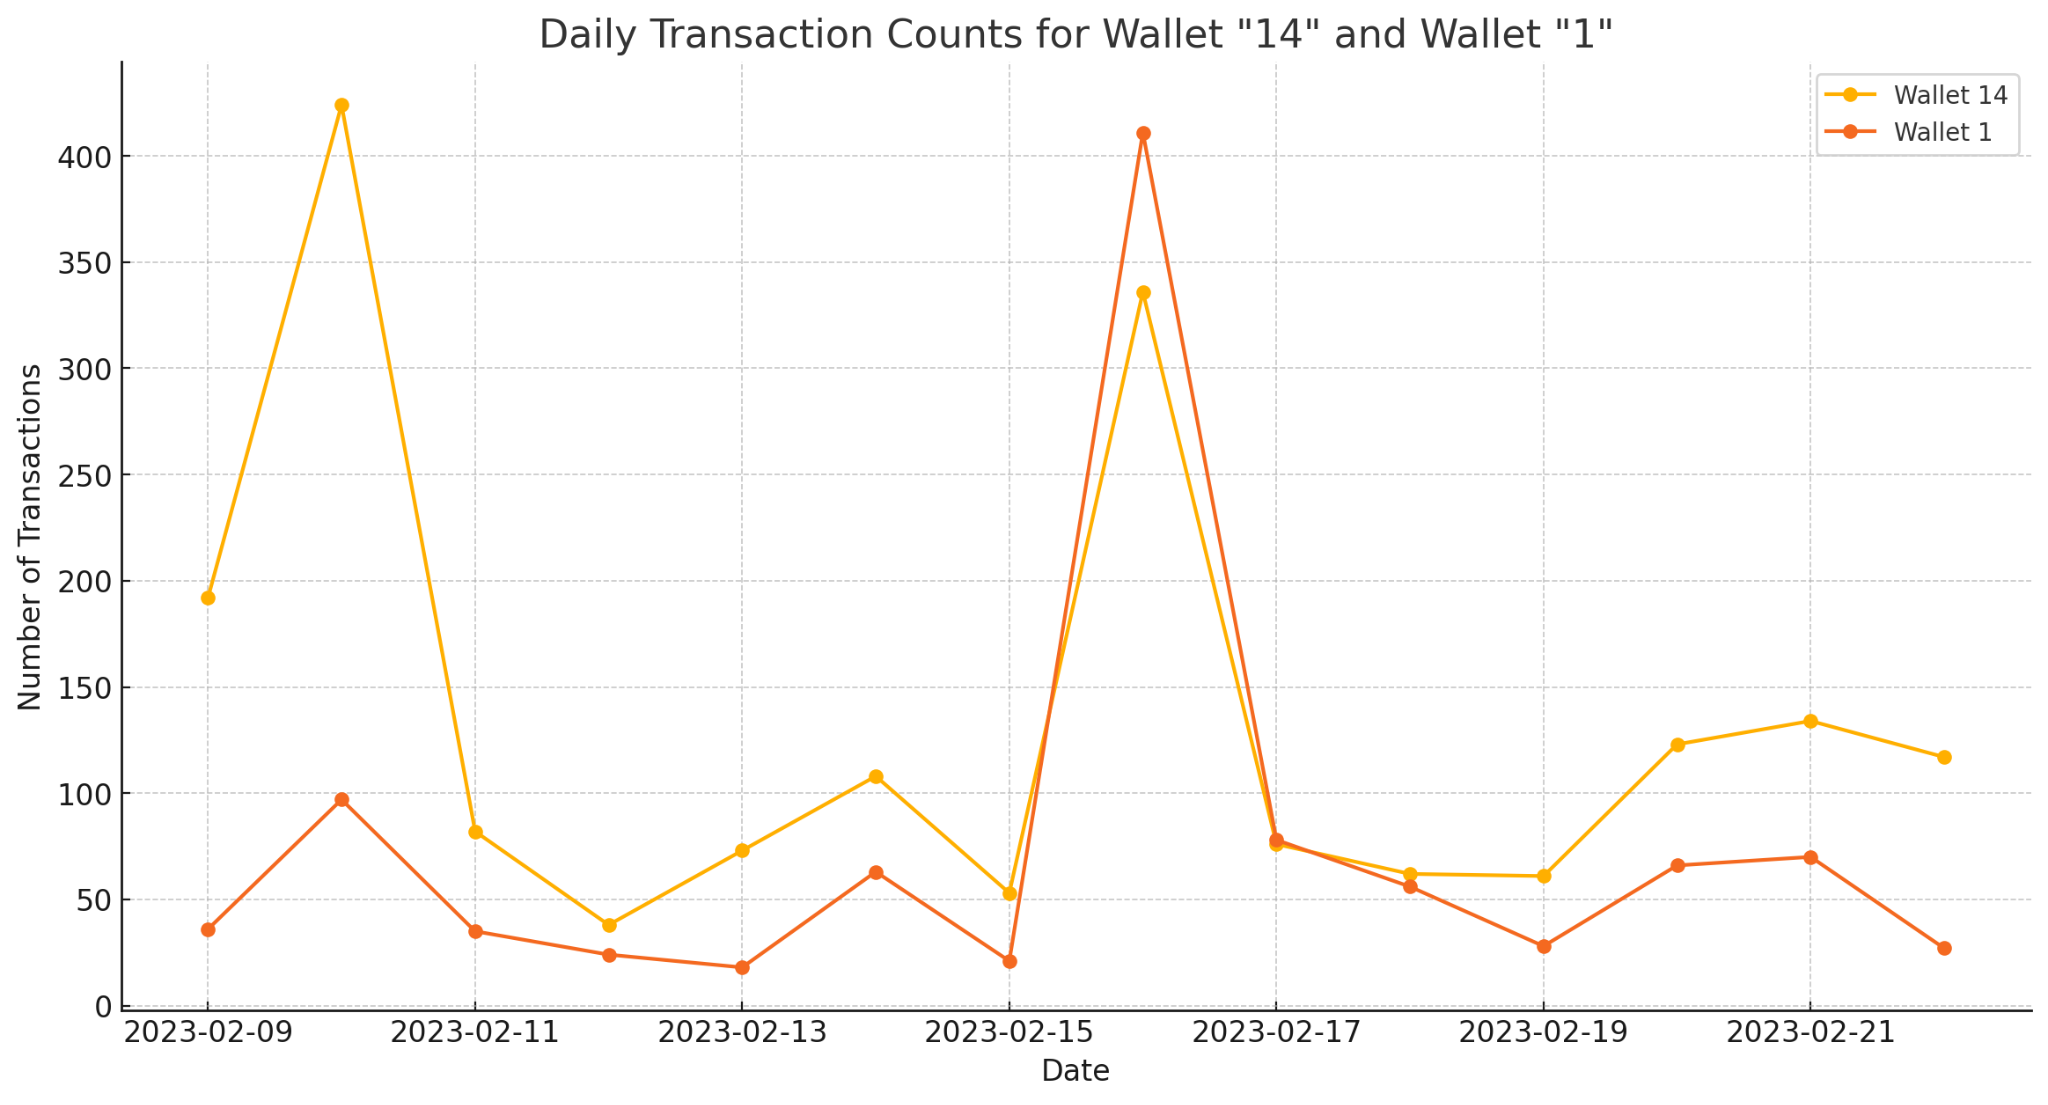 Daily Transaction Counts for Wallet "14" and Wallet "1"
Wallet 14
Wallet 1
Number of Transactions
400
350
300
250
200
150
100
50
0
2023-02-09 2023-02-11 2023-02-13 2023-02-15 2023-02-17 2023-02-19 2023-02-21
Date